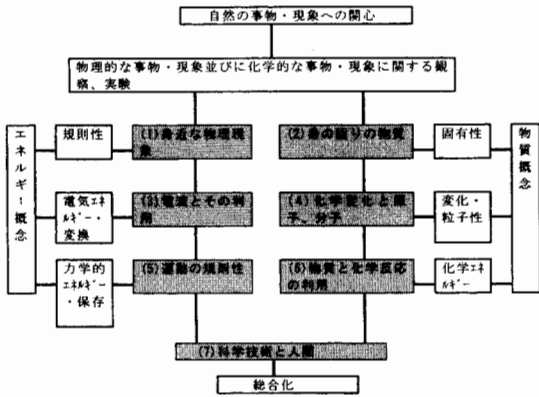 自然の事物・現象への関心
物理的な事物・現象並びに化学的な事物・現象に関する観
察、実験
エネルギー概念
規則性
(1)身近な物理現
象
(2)身の回りの物質
固有性
物質概念
電気エネ
ルギー・
変換
(3)電流とその利
用
(4)化学変化と原
子、分子
変化・
粒子性
力学的
エネルギー
・保存
(5)運動の規則性
(6)物質と化学反応
の利用
化学エネ
ルギー
(7)科学技術と人間
総合化